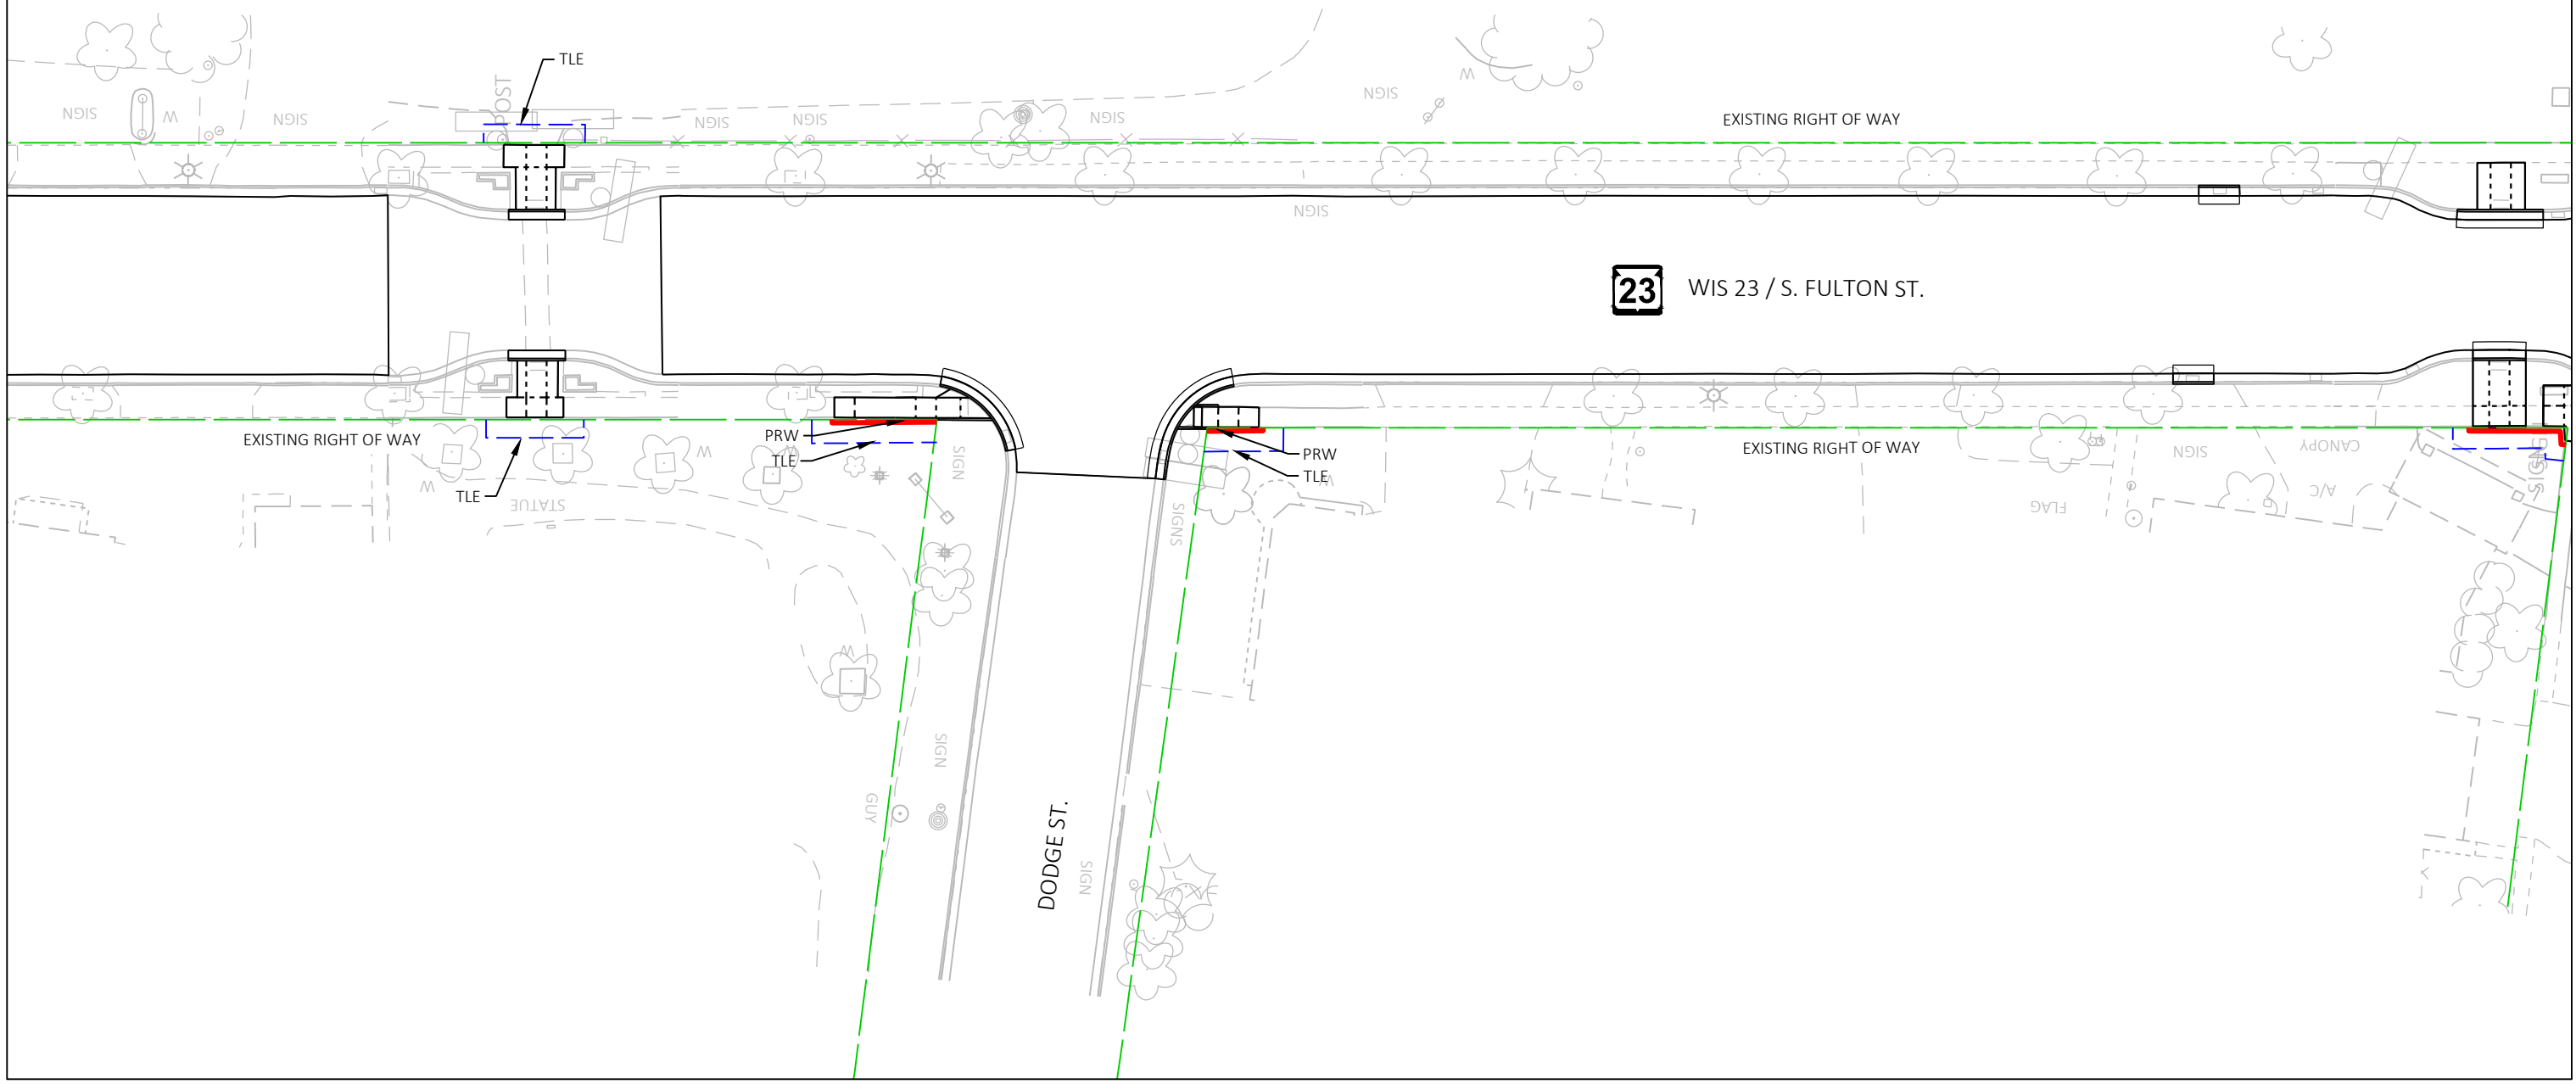 TLE
POST
SIGN
W
SIGN
SIGN
SIGN
SIGN
SIGN
W
EXISTING RIGHT OF WAY
SIGN
23
WIS 23 / S. FULTON ST.
EXISTING RIGHT OF WAY
PRW
TLE
TLE
W
W
W
STATUE
SIGN
PRW
TLE
W
SIGNS
EXISTING RIGHT OF WAY
SIGN
CANOPY
SIGNS
A/C
FLAG
W
SIGN
GUY
DODGE ST.
SIGN